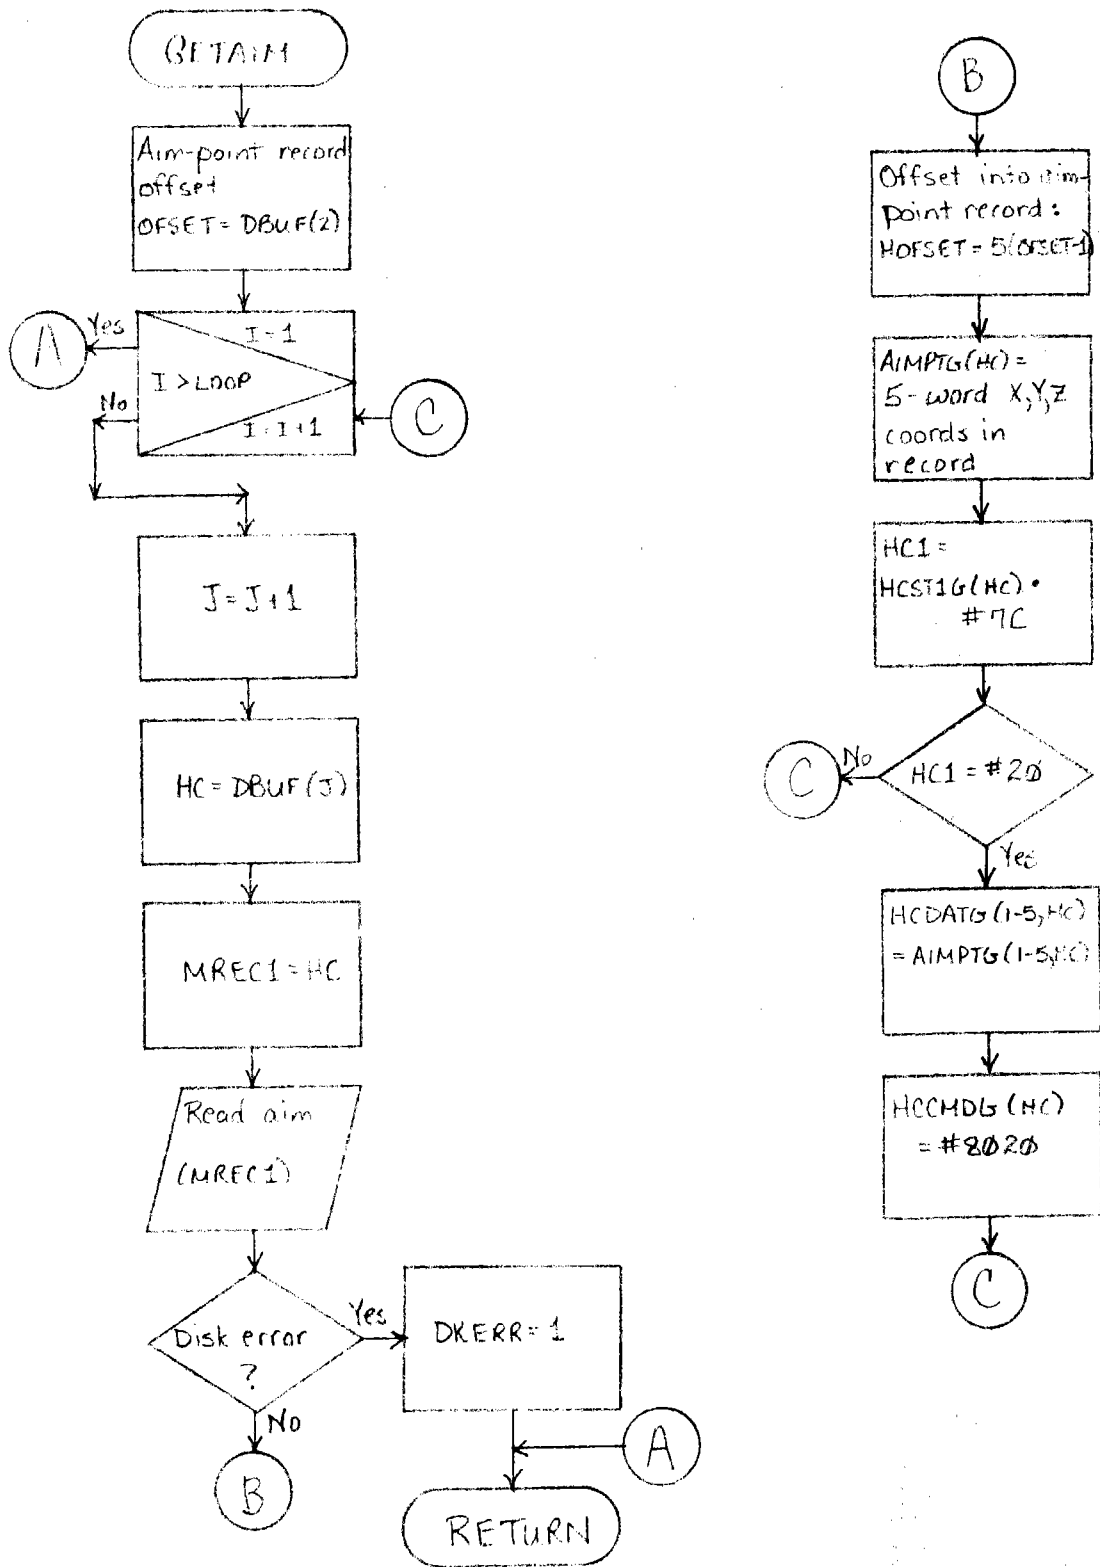 GETAIM
Aim-point record
offset
OFSET = DBUF(2)
I = 1
Yes
A
I > LOOP
No
I = I + 1
C
J = J + 1
HC = DBUF(J)
MREC1 = HC
Read aim
(MREC1)
Disk error
?
Yes
DKERR = 1
No
B
A
RETURN
B
Offset into aim-
point record:
MOFSET = 5(OFSET-1)
AIMPTG(HC) =
5-word X,Y,Z
coords in
record
HC1 =
HCST1G(HC) •
#7C
HC1 = #2Ø
No
C
Yes
HCDATG(1-5,HC)
= AIMPTG(1-5,HC)
HCCMDG(HC)
= #8Ø2Ø
C